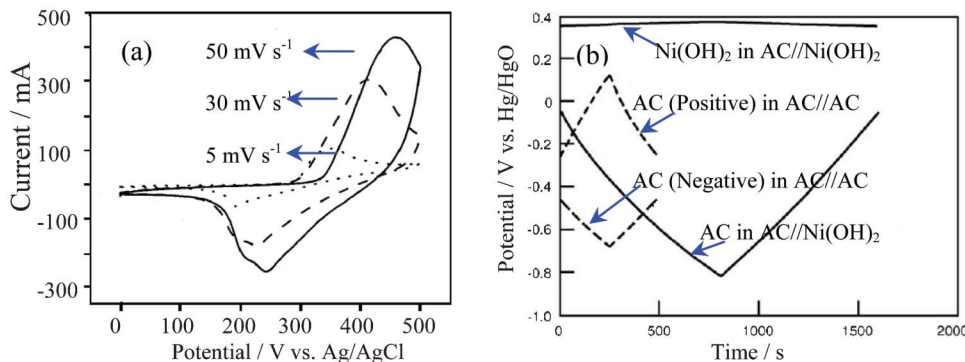 (a)
50 mV s⁻¹
30 mV s⁻¹
5 mV s⁻¹
500
300
100
-100
-300
Current / mA
0
100
200
300
400
500
Potential / V vs. Ag/AgCl
(b)
Ni(OH)₂ in AC//Ni(OH)₂
AC (Positive) in AC//AC
AC (Negative) in AC//AC
AC in AC//Ni(OH)₂
0.4
0.2
0
-0.2
-0.4
-0.6
-0.8
-1.0
Potential / V vs. Hg/HgO
0
500
1000
1500
2000
Time / s